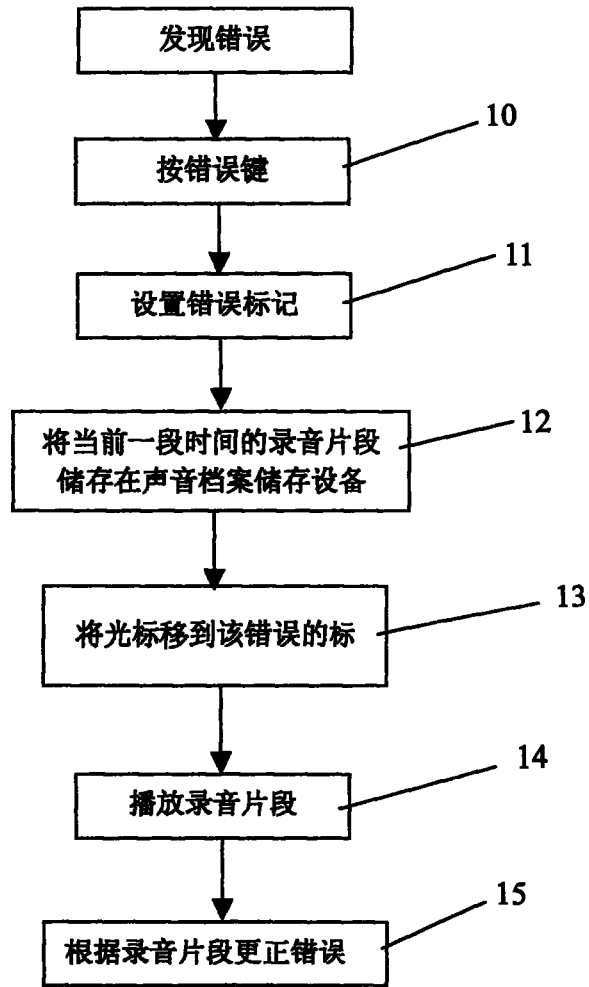 发现错误
10
按错误键
11
设置错误标记
12
将当前一段时间的录音片段
储存在声音档案储存设备
13
将光标移到该错误的标
14
播放录音片段
15
根据录音片段更正错误